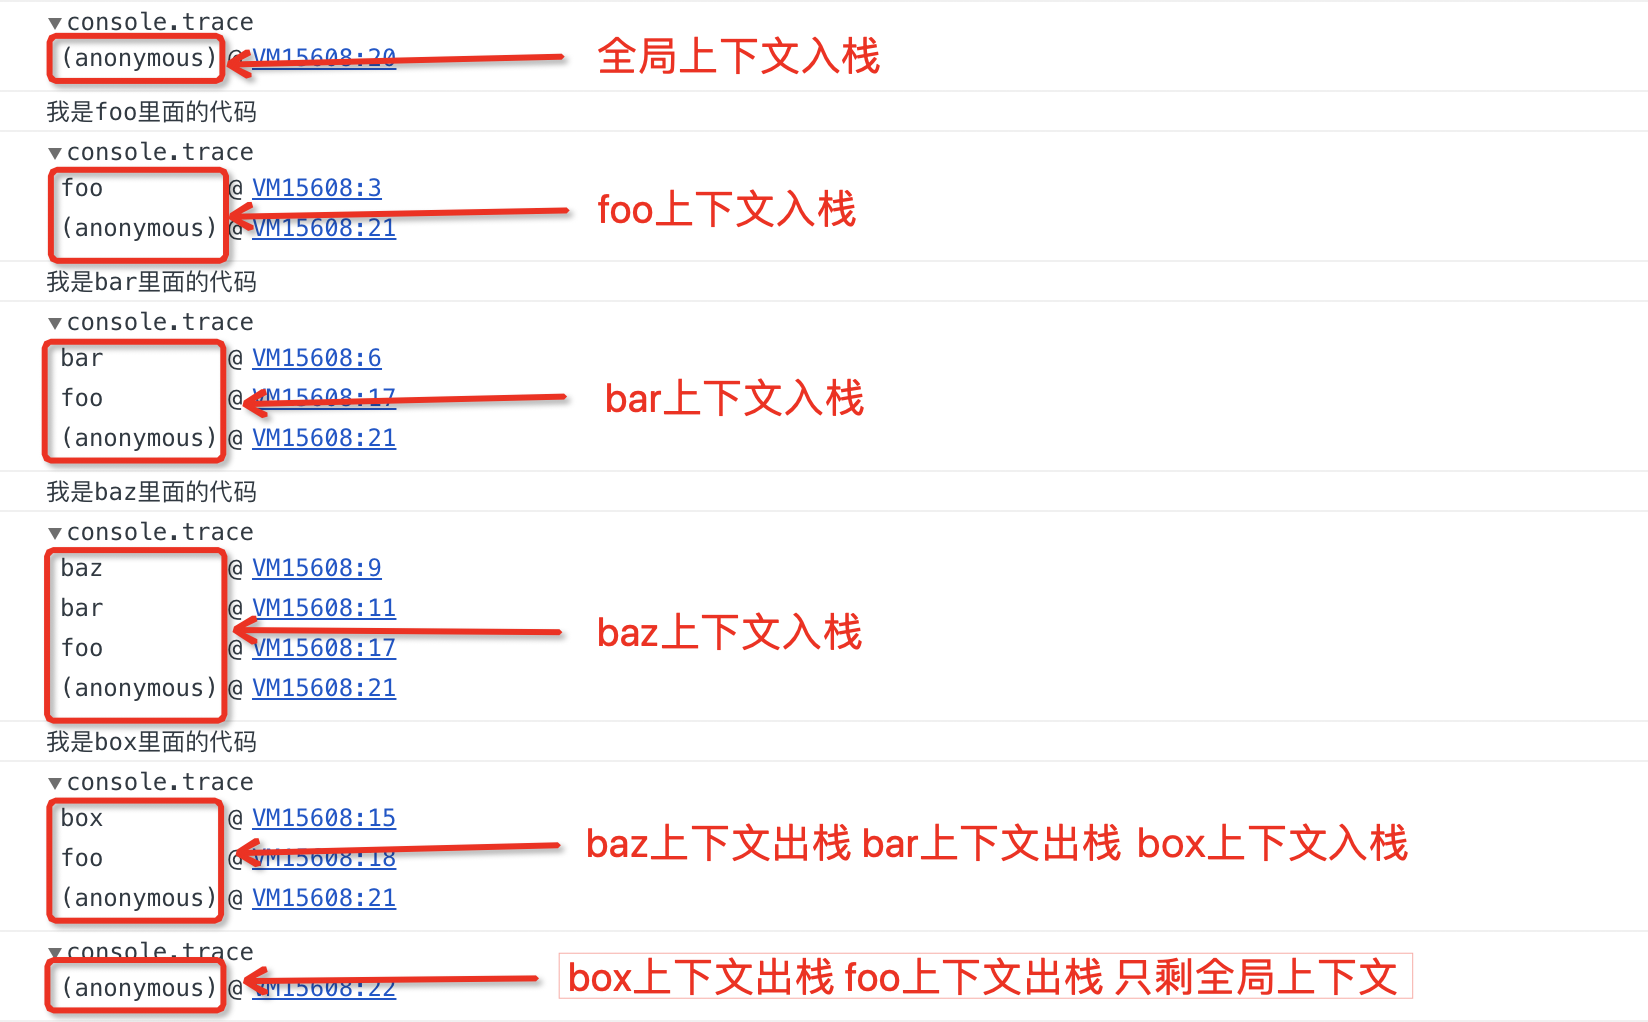 ▼console.trace
(anonymous) @ VM15608:20 全局上下文入栈
我是foo里面的代码
▼console.trace
foo @ VM15608:3
foo上下文入栈
(anonymous) @ VM15608:21
我是bar里面的代码
▼console.trace
bar @ VM15608:6
foo @ VM15608:17 bar上下文入栈
(anonymous) @ VM15608:21
我是baz里面的代码
▼console.trace
baz @ VM15608:9
bar @ VM15608:11
baz上下文入栈
foo @ VM15608:17
(anonymous) @ VM15608:21
我是box里面的代码
▼console.trace
box @ VM15608:15
foo @ VM15608:18 baz上下文出栈 bar上下文出栈 box上下文入栈
(anonymous) @ VM15608:21
▼console.trace
(anonymous) @ VM15608:22 box上下文出栈 foo上下文出栈 只剩全局上下文